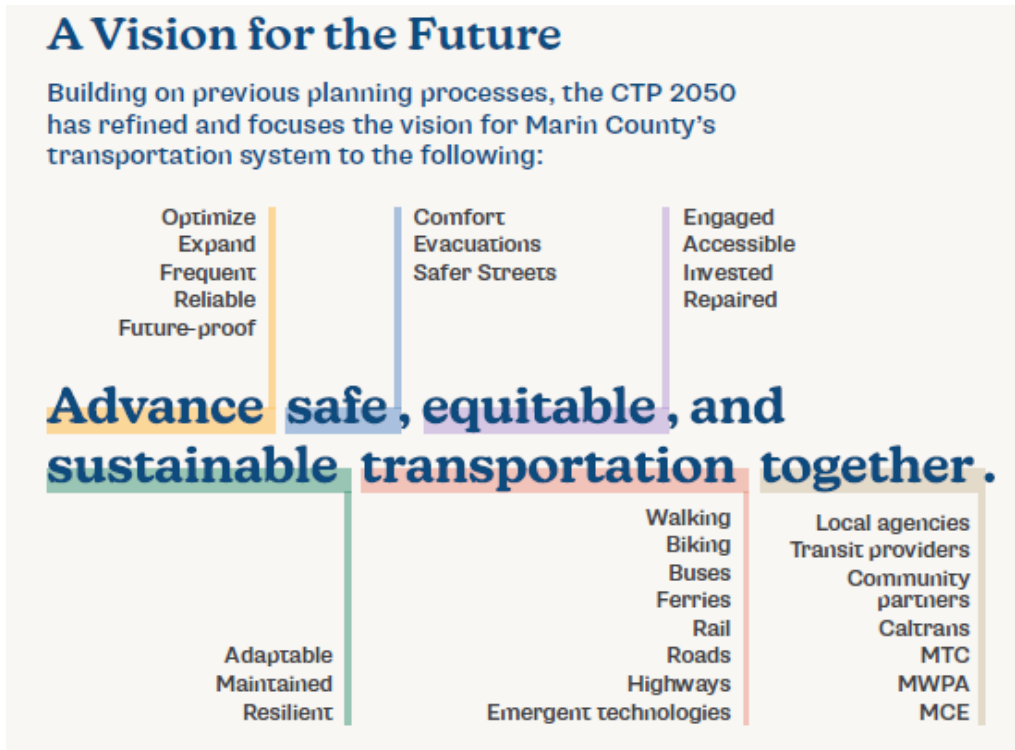 A Vision for the Future
Building on previous planning processes, the CTP 2050
has refined and focuses the vision for Marin County's
transportation system to the following:
Optimize
Expand
Frequent
Reliable
Future-proof
Comfort
Evacuations
Safer Streets
Engaged
Accessible
Invested
Repaired
Advance safe, equitable, and
sustainable transportation together.
Adaptable
Maintained
Resilient
Walking
Biking
Buses
Ferries
Rail
Roads
Highways
Emergent technologies
Local agencies
Transit providers
Community
partners
Caltrans
MTC
MWPA
MCE